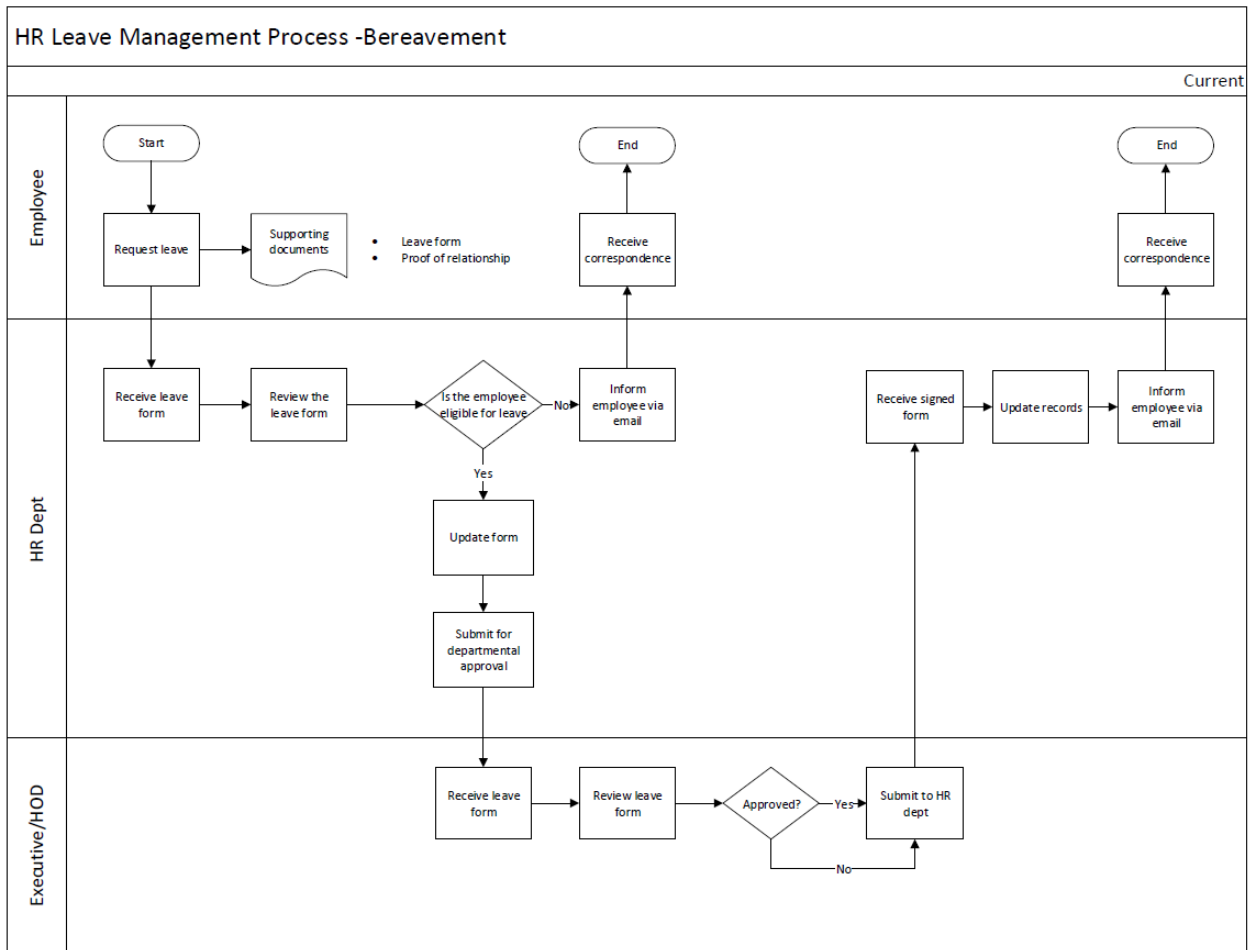 HR Leave Management Process -Bereavement
Current
Employee
Start
End
End
Request leave
Supporting
documents
• Leave form
• Proof of relationship
Receive
correspondence
Receive
correspondence
HR Dept
Receive leave
form
Review the
leave form
Is the employee
eligible for leave
No
Inform
employee via
email
Receive signed
form
Update records
Inform
employee via
email
Yes
Update form
Submit for
departmental
approval
Executive/HOD
Receive leave
form
Review leave
form
Approved?
Yes
Submit to HR
dept
No